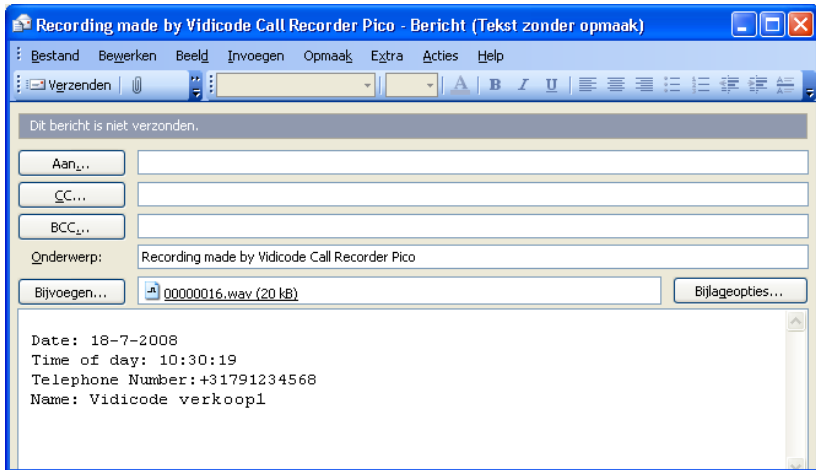 Recording made by Vidicode Call Recorder Pico - Bericht (Tekst zonder opmaak)
Bestand Bewerken Beeld Invoegen Opmaak Extra Acties Help
Verzenden A B I U
Dit bericht is niet verzonden.
Aan...
CC...
BCC...
Onderwerp: Recording made by Vidicode Call Recorder Pico
Bijvoegen... 00000016.wav (20 kB) Bijlageopties...
Date: 18-7-2008
Time of day: 10:30:19
Telephone Number:+31791234568
Name: Vidicode verkoop1